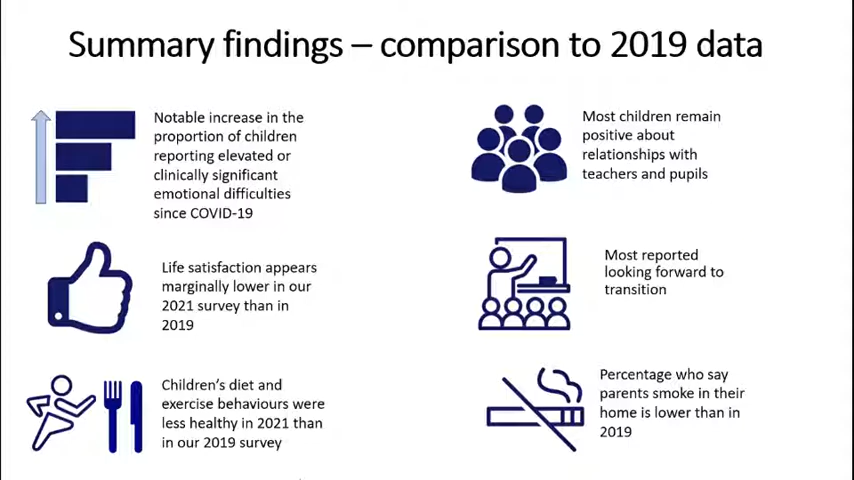 Summary findings – comparison to 2019 data
Notable increase in the
proportion of children
reporting elevated or
clinically significant
emotional difficulties
since COVID-19
Life satisfaction appears
marginally lower in our
2021 survey than in
2019
Children’s diet and
exercise behaviours were
less healthy in 2021 than
in our 2019 survey
Most children remain
positive about
relationships with
teachers and pupils
Most reported
looking forward to
transition
Percentage who say
parents smoke in their
home is lower than in
2019